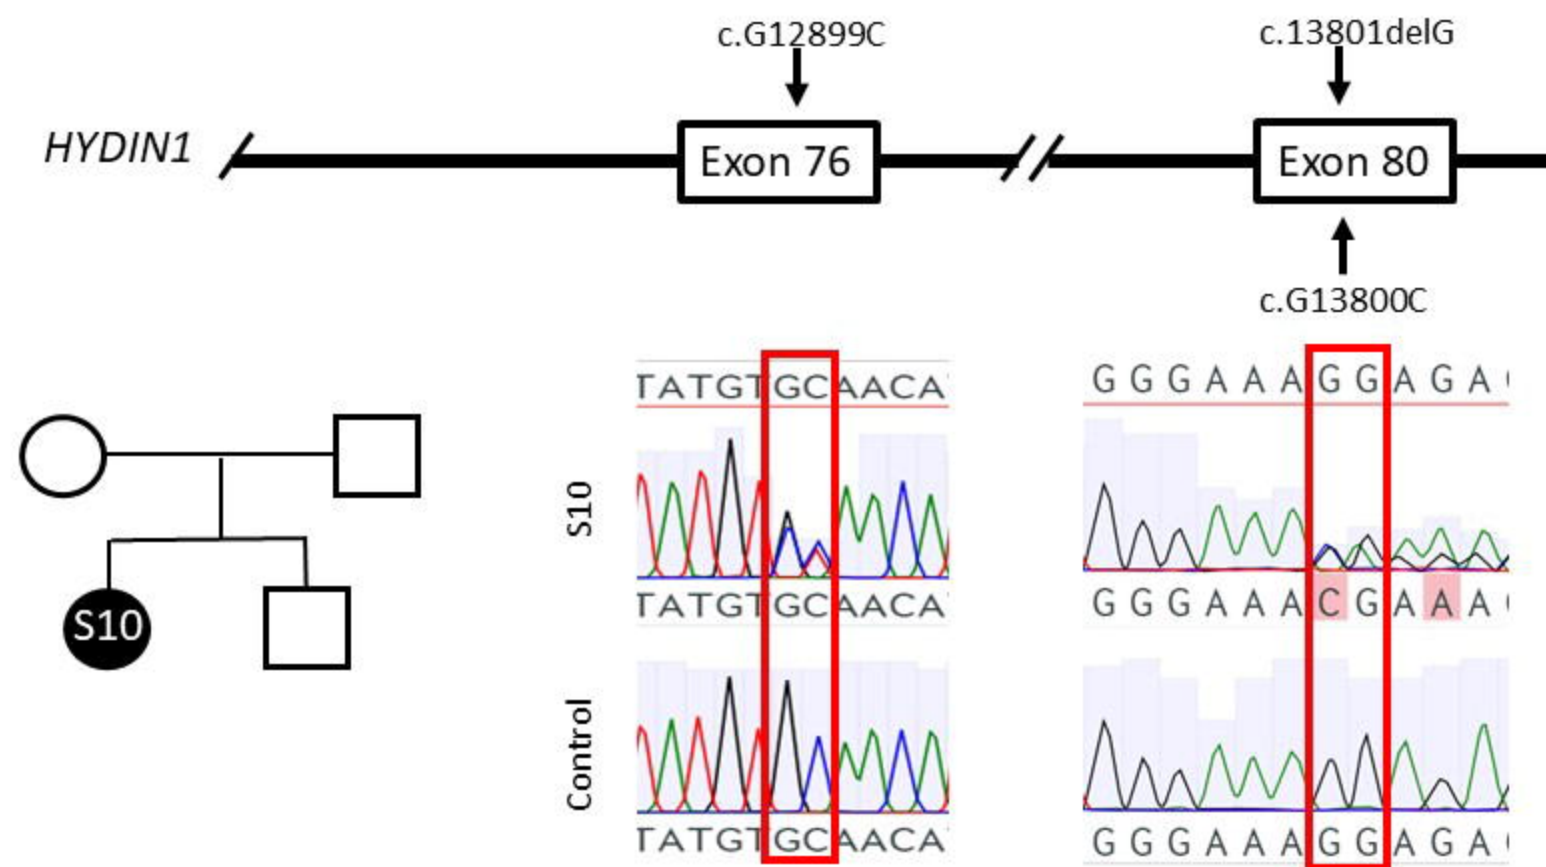 c.G12899C
c.13801delG
HYDIN1
Exon 76
Exon 80
c.G13800C
TATGTGCAACA
GGGAAAGGAGA
S10
TATGTGCAACA
GGGAAACGAAA
S10
Control
TATGTGCAACA
GGGAAAGGAGA